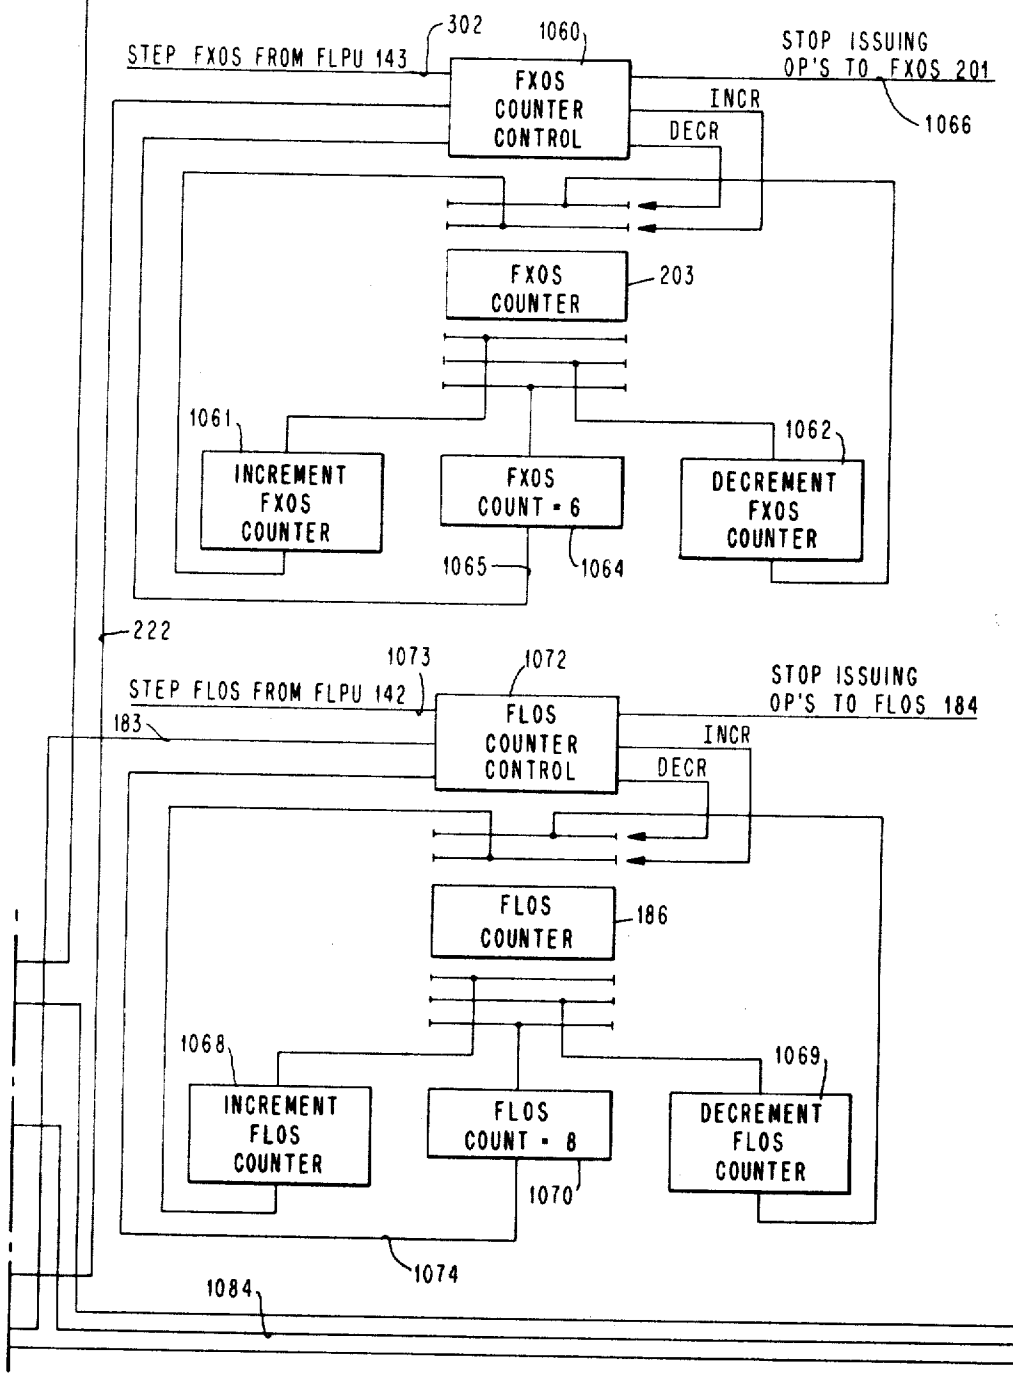 302
1060
STEP FXOS FROM FLPU 143
STOP ISSUING
OP'S TO FXOS 201
FXOS
COUNTER
CONTROL
INCR
DECR
1066
FXOS
COUNTER
203
1061
INCREMENT
FXOS
COUNTER
FXOS
COUNT = 6
1062
DECREMENT
FXOS
COUNTER
1065
1064
222
1073
1072
STEP FLOS FROM FLPU 142
STOP ISSUING
OP'S TO FLOS 184
183
FLOS
COUNTER
CONTROL
INCR
DECR
FLOS
COUNTER
186
1068
INCREMENT
FLOS
COUNTER
FLOS
COUNT = 8
1069
DECREMENT
FLOS
COUNTER
1070
1074
1084